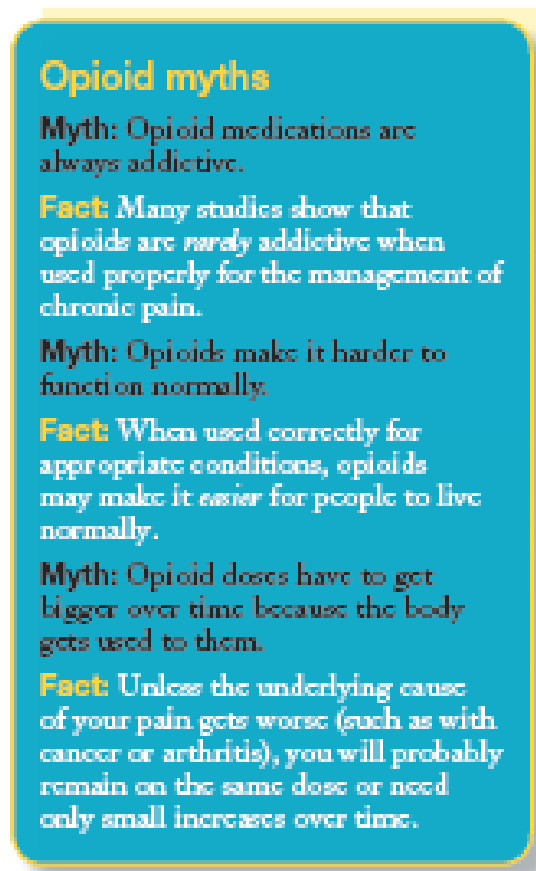 Opioid myths
Myth: Opioid medications are
always addictive.
Fact: Many studies show that
opioids are rarely addictive when
used properly for the management of
chronic pain.
Myth: Opioids make it harder to
function normally.
Fact: When used correctly for
appropriate conditions, opioids
may make it easier for people to live
normally.
Myth: Opioid doses have to get
bigger over time because the body
gets used to them.
Fact: Unless the underlying cause
of your pain gets worse (such as with
cancer or arthritis), you will probably
remain on the same dose or need
only small increases over time.